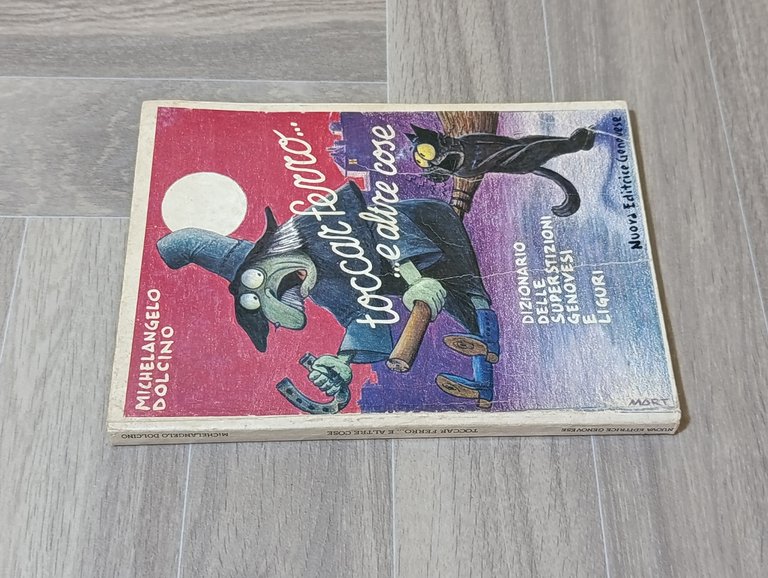 MICHELANGELO
DOLCINO
toccar ferro...
...e altre cose
DIZIONARIO
DELLE
SUPERSTIZIONI
GENOVESI
E
LIGURI
MORT
Nuova Editrice Genovese
MICHELANGELO DOLCINO
TOCCAR FERRO... E ALTRE COSE
NUOVA EDITRICE GENOVESE